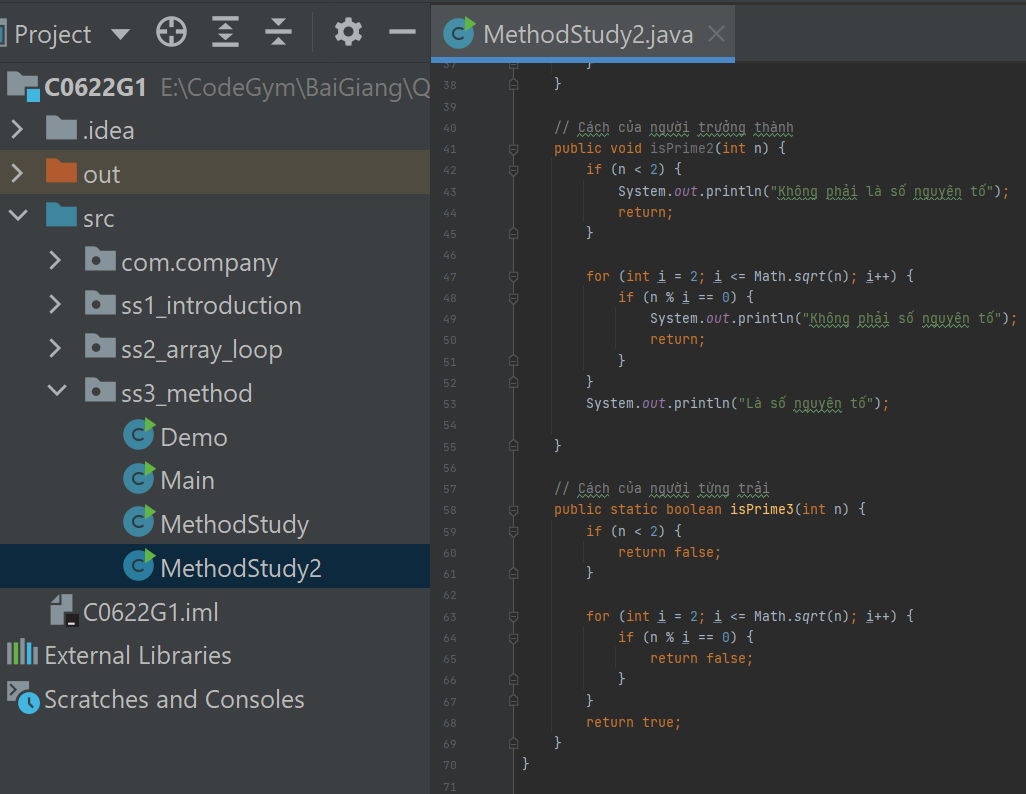 Project
C0622G1 E:\CodeGym\BaiGiang\Q
.idea
out
src
com.company
ss1_introduction
ss2_array_loop
ss3_method
Demo
Main
MethodStudy
MethodStudy2
C0622G1.iml
External Libraries
Scratches and Consoles
MethodStudy2.java
37 }
38 }
39
40 // Cách của người trưởng thành
41 public void isPrime2(int n) {
42 if (n < 2) {
43 System.out.println("Không phải là số nguyên tố");
44 return;
45 }
46
47 for (int i = 2; i <= Math.sqrt(n); i++) {
48 if (n % i == 0) {
49 System.out.println("Không phải số nguyên tố");
50 return;
51 }
52 }
53 System.out.println("Là số nguyên tố");
54
55 }
56
57 // Cách của người từng trải
58 public static boolean isPrime3(int n) {
59 if (n < 2) {
60 return false;
61 }
62
63 for (int i = 2; i <= Math.sqrt(n); i++) {
64 if (n % i == 0) {
65 return false;
66 }
67 }
68 return true;
69 }
70 }
71